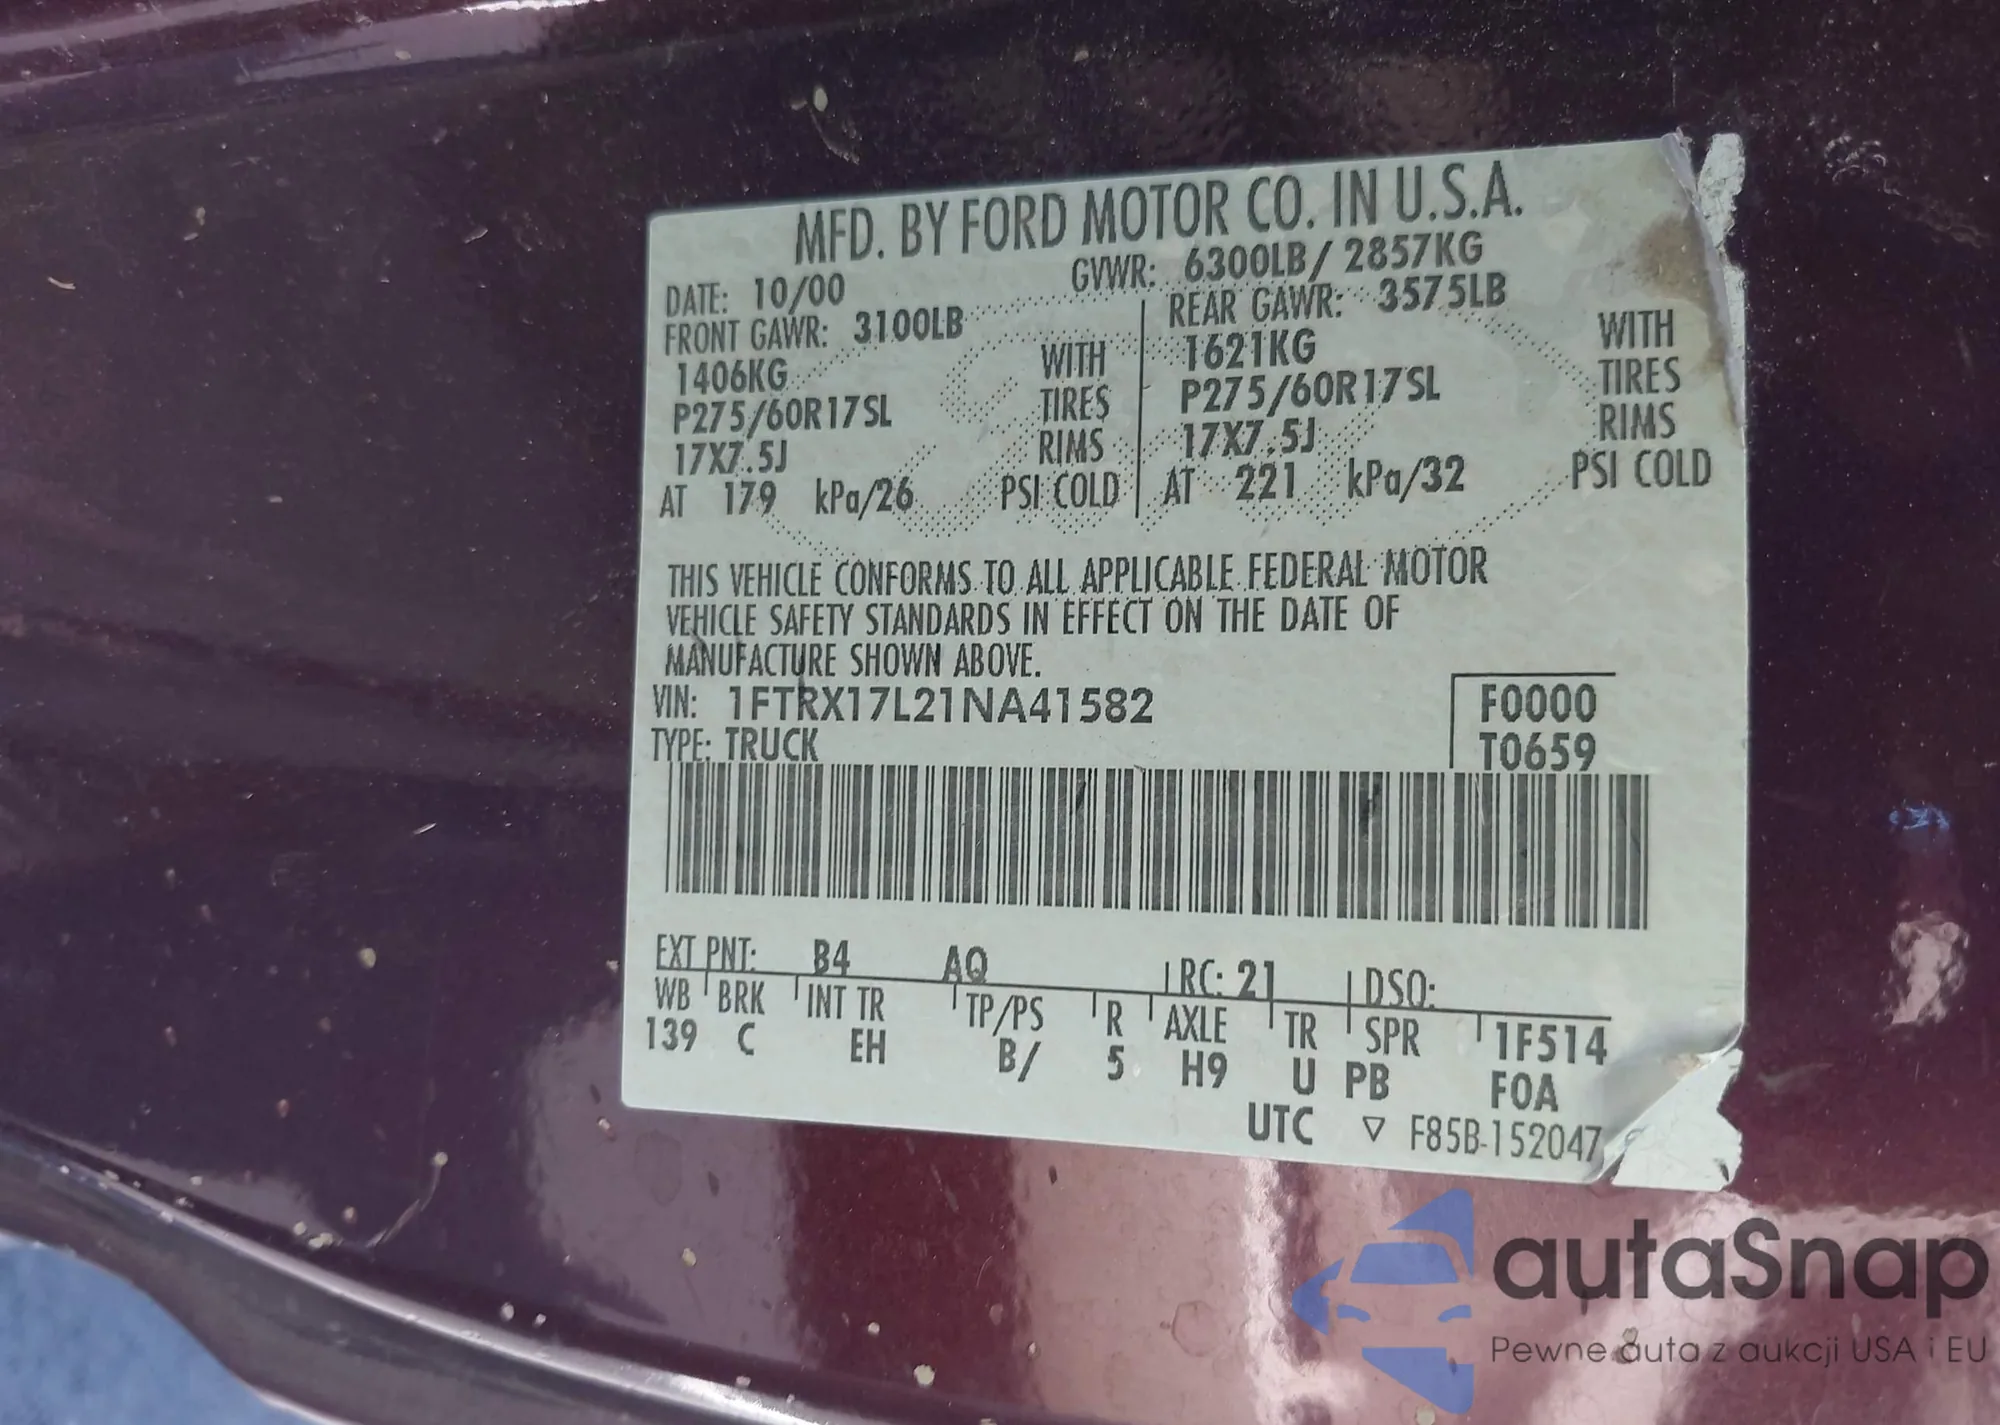 MFD. BY FORD MOTOR CO. IN U.S.A.
DATE: 10/00 GVWR: 6300LB/ 2857KG
FRONT GAWR: 3100LB REAR GAWR: 3575LB
1406KG WITH 1621KG WITH
P275/60R17SL TIRES P275/60R17SL TIRES
17X7.5J RIMS 17X7.5J RIMS
AT 179 kPa/26 PSI COLD AT 221 kPa/32 PSI COLD
THIS VEHICLE CONFORMS TO ALL APPLICABLE FEDERAL MOTOR
VEHICLE SAFETY STANDARDS IN EFFECT ON THE DATE OF
MANUFACTURE SHOWN ABOVE.
VIN: 1FTRX17L21NA41582 F0000
TYPE: TRUCK T0659
EXT PNT: B4 AQ RC: 21 DSO:
WB BRK INT TR TP/PS R AXLE TR SPR 1F514
139 C EH B/ 5 H9 U PB FOA
UTC ▽ F85B-152047
autaSnap
Pewne auta z aukcji USA i EU